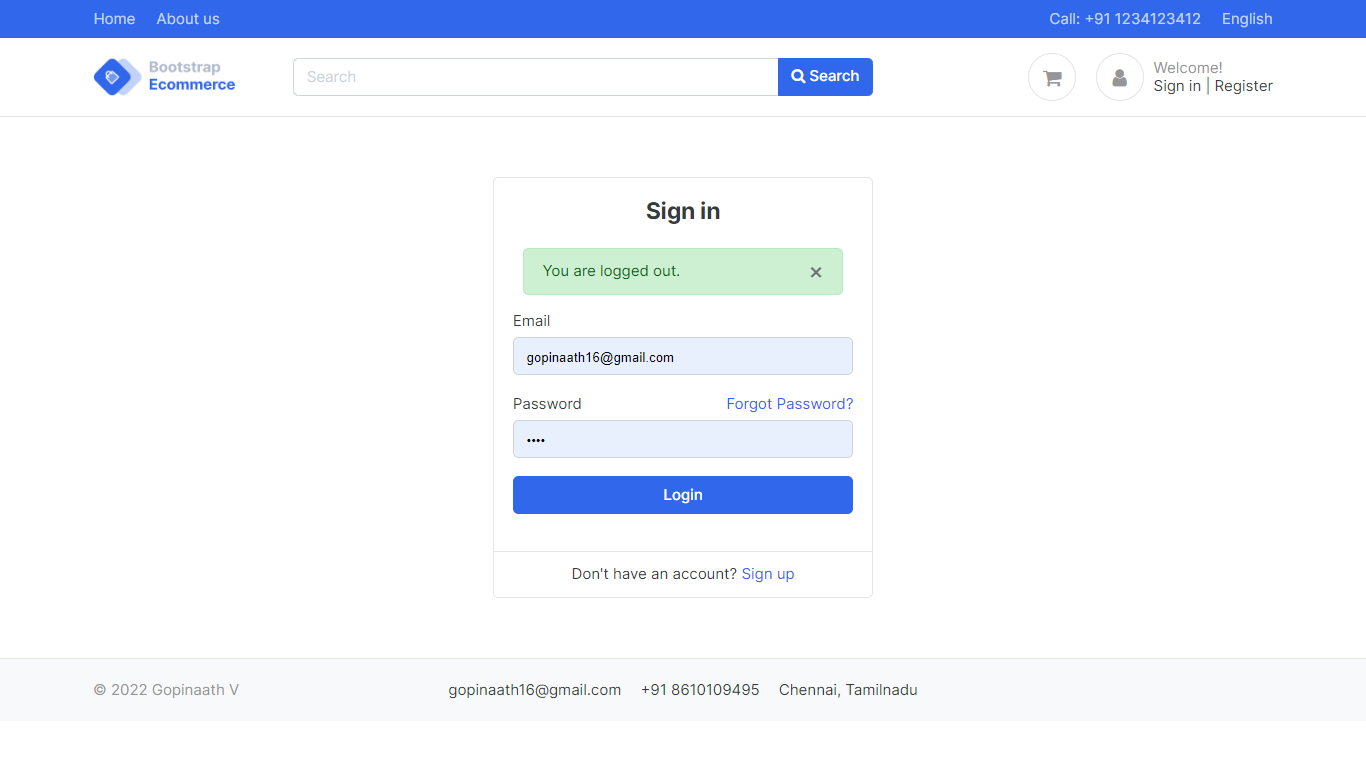 Home About us Call: +91 1234123412 English
Bootstrap
Ecommerce
Search
Search
Welcome!
Sign in | Register
Sign in
You are logged out. ×
Email
gopinaath16@gmail.com
Password Forgot Password?
••••
Login
Don't have an account? Sign up
© 2022 Gopinaath V gopinaath16@gmail.com +91 8610109495 Chennai, Tamilnadu